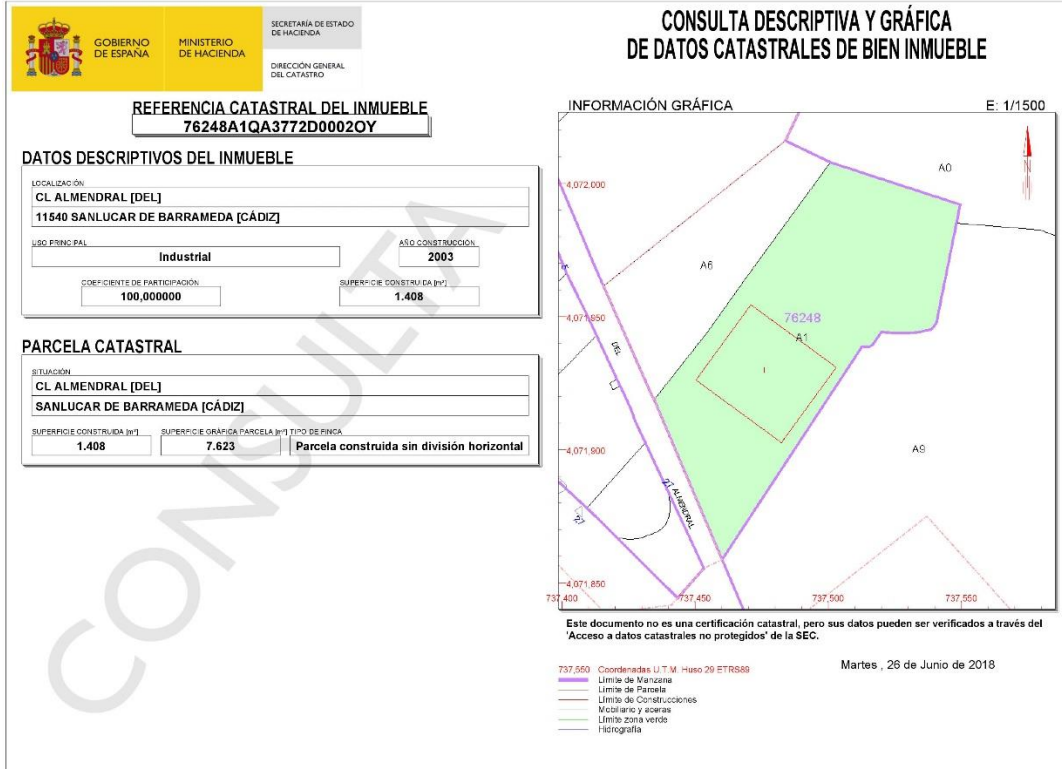 GOBIERNO
DE ESPAÑA
MINISTERIO
DE HACIENDA
SECRETARÍA DE ESTADO
DE HACIENDA
DIRECCIÓN GENERAL
DEL CATASTRO
CONSULTA DESCRIPTIVA Y GRÁFICA
DE DATOS CATASTRALES DE BIEN INMUEBLE
REFERENCIA CATASTRAL DEL INMUEBLE
76248A1QA3772D0002OY
DATOS DESCRIPTIVOS DEL INMUEBLE
LOCALIZACIÓN
CL ALMENDRAL [DEL]
11540 SANLUCAR DE BARRAMEDA [CÁDIZ]
USO PRINCIPAL
Industrial
AÑO CONSTRUCCIÓN
2003
COEFICIENTE DE PARTICIPACIÓN
100,000000
SUPERFICIE CONSTRUIDA [m²]
1.408
PARCELA CATASTRAL
SITUACIÓN
CL ALMENDRAL [DEL]
SANLUCAR DE BARRAMEDA [CÁDIZ]
SUPERFICIE CONSTRUIDA [m²]
1.408
SUPERFICIE GRÁFICA PARCELA [m²]
7.623
TIPO DE FINCA
Parcela construida sin división horizontal
CONSULTA
INFORMACIÓN GRÁFICA E: 1/1500
N
A0
4,072,000
A6
4,071,950
76248
A1
DEL
I
4,071,900
A9
ALMENDRAL
4,071,850
737,400 737,450 737,500 737,550
Este documento no es una certificación catastral, pero sus datos pueden ser verificados a través del
'Acceso a datos catastrales no protegidos' de la SEC.
Martes , 26 de Junio de 2018
737,550 Coordenadas U.T.M. Huso 29 ETRS89
Límite de Manzana
Límite de Parcela
Límite de Construcciones
Mobiliario y aceras
Límite zona verde
Hidrografía